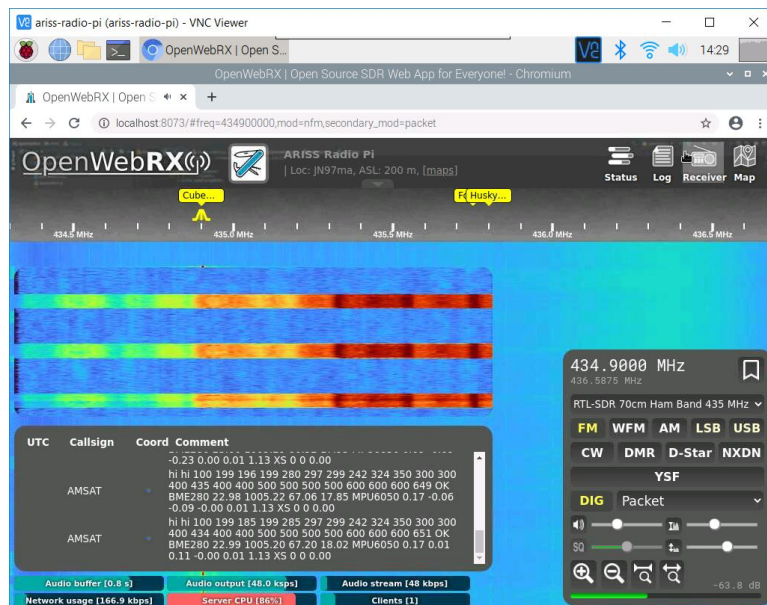 ariss-radio-pi (ariss-radio-pi) - VNC Viewer
OpenWebRX | Open S...
14:29
OpenWebRX | Open Source SDR Web App for Everyone! - Chromium
OpenWebRX | Open S
localhost:8073/#freq=434900000,mod=nfm,secondary_mod=packet
OpenWebRX
ARISS Radio Pi
| Loc: JN97ma, ASL: 200 m, [maps]
Status Log Receiver Map
Cube... Husky...
434.5 MHz 435.0 MHz 435.5 MHz 436.0 MHz 436.5 MHz
434.9000 MHz
436.5875 MHz
RTL-SDR 70cm Ham Band 435 MHz
FM WFM AM LSB USB
CW DMR D-Star NXDN
YSF
DIG Packet
SQ
-63.8 dB
UTC Callsign Coord Comment
-0.23 0.00 0.01 1.13 XS 0 0 0.00
hi hi 100 199 196 199 280 297 299 242 324 350 300 300
400 435 400 400 500 500 500 500 600 600 600 649 OK
AMSAT
BME280 22.98 1005.22 67.06 17.85 MPU6050 0.17 -0.06
-0.09 -0.00 0.01 1.13 XS 0 0 0.00
hi hi 100 199 185 199 285 297 299 242 324 350 300 300
400 434 400 400 500 500 500 500 600 600 600 651 OK
AMSAT
BME280 22.99 1005.20 67.20 18.02 MPU6050 0.17 0.01
0.11 -0.00 0.01 1.13 XS 0 0 0.00
Audio buffer [0.8 s] Audio output [48.0 ksps] Audio stream [48 kbps]
Network usage [166.9 kbps] Server CPU [86%] Clients [1]